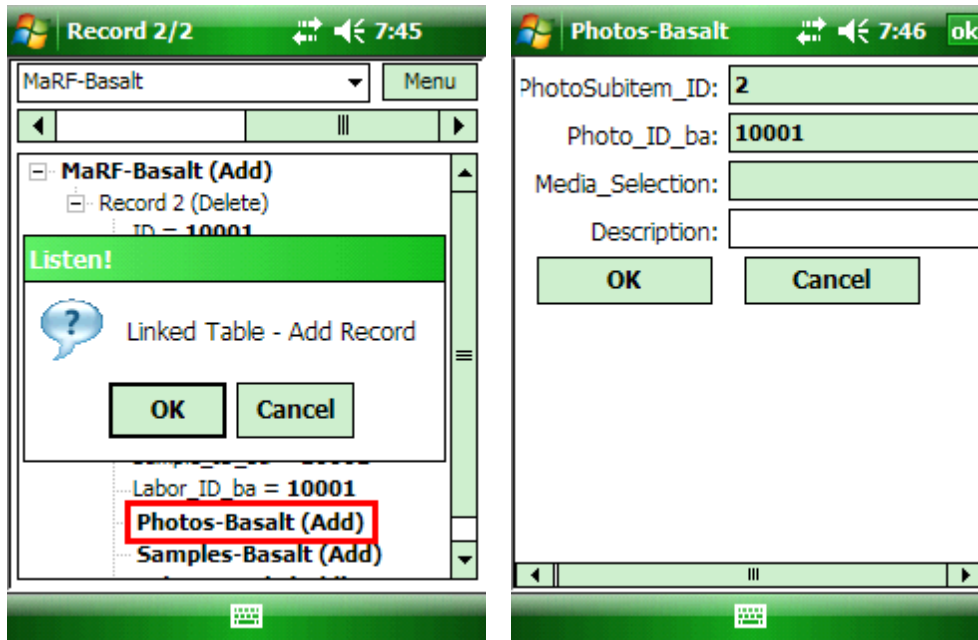 Record 2/2 7:45
MaRF-Basalt Menu
MaRF-Basalt (Add)
Record 2 (Delete)
ID = 10001
Listen!
Linked Table - Add Record
OK Cancel
Labor_ID_ba = 10001
Photos-Basalt (Add)
Samples-Basalt (Add)
Photos-Basalt 7:46 ok
PhotoSubitem_ID: 2
Photo_ID_ba: 10001
Media_Selection:
Description:
OK Cancel